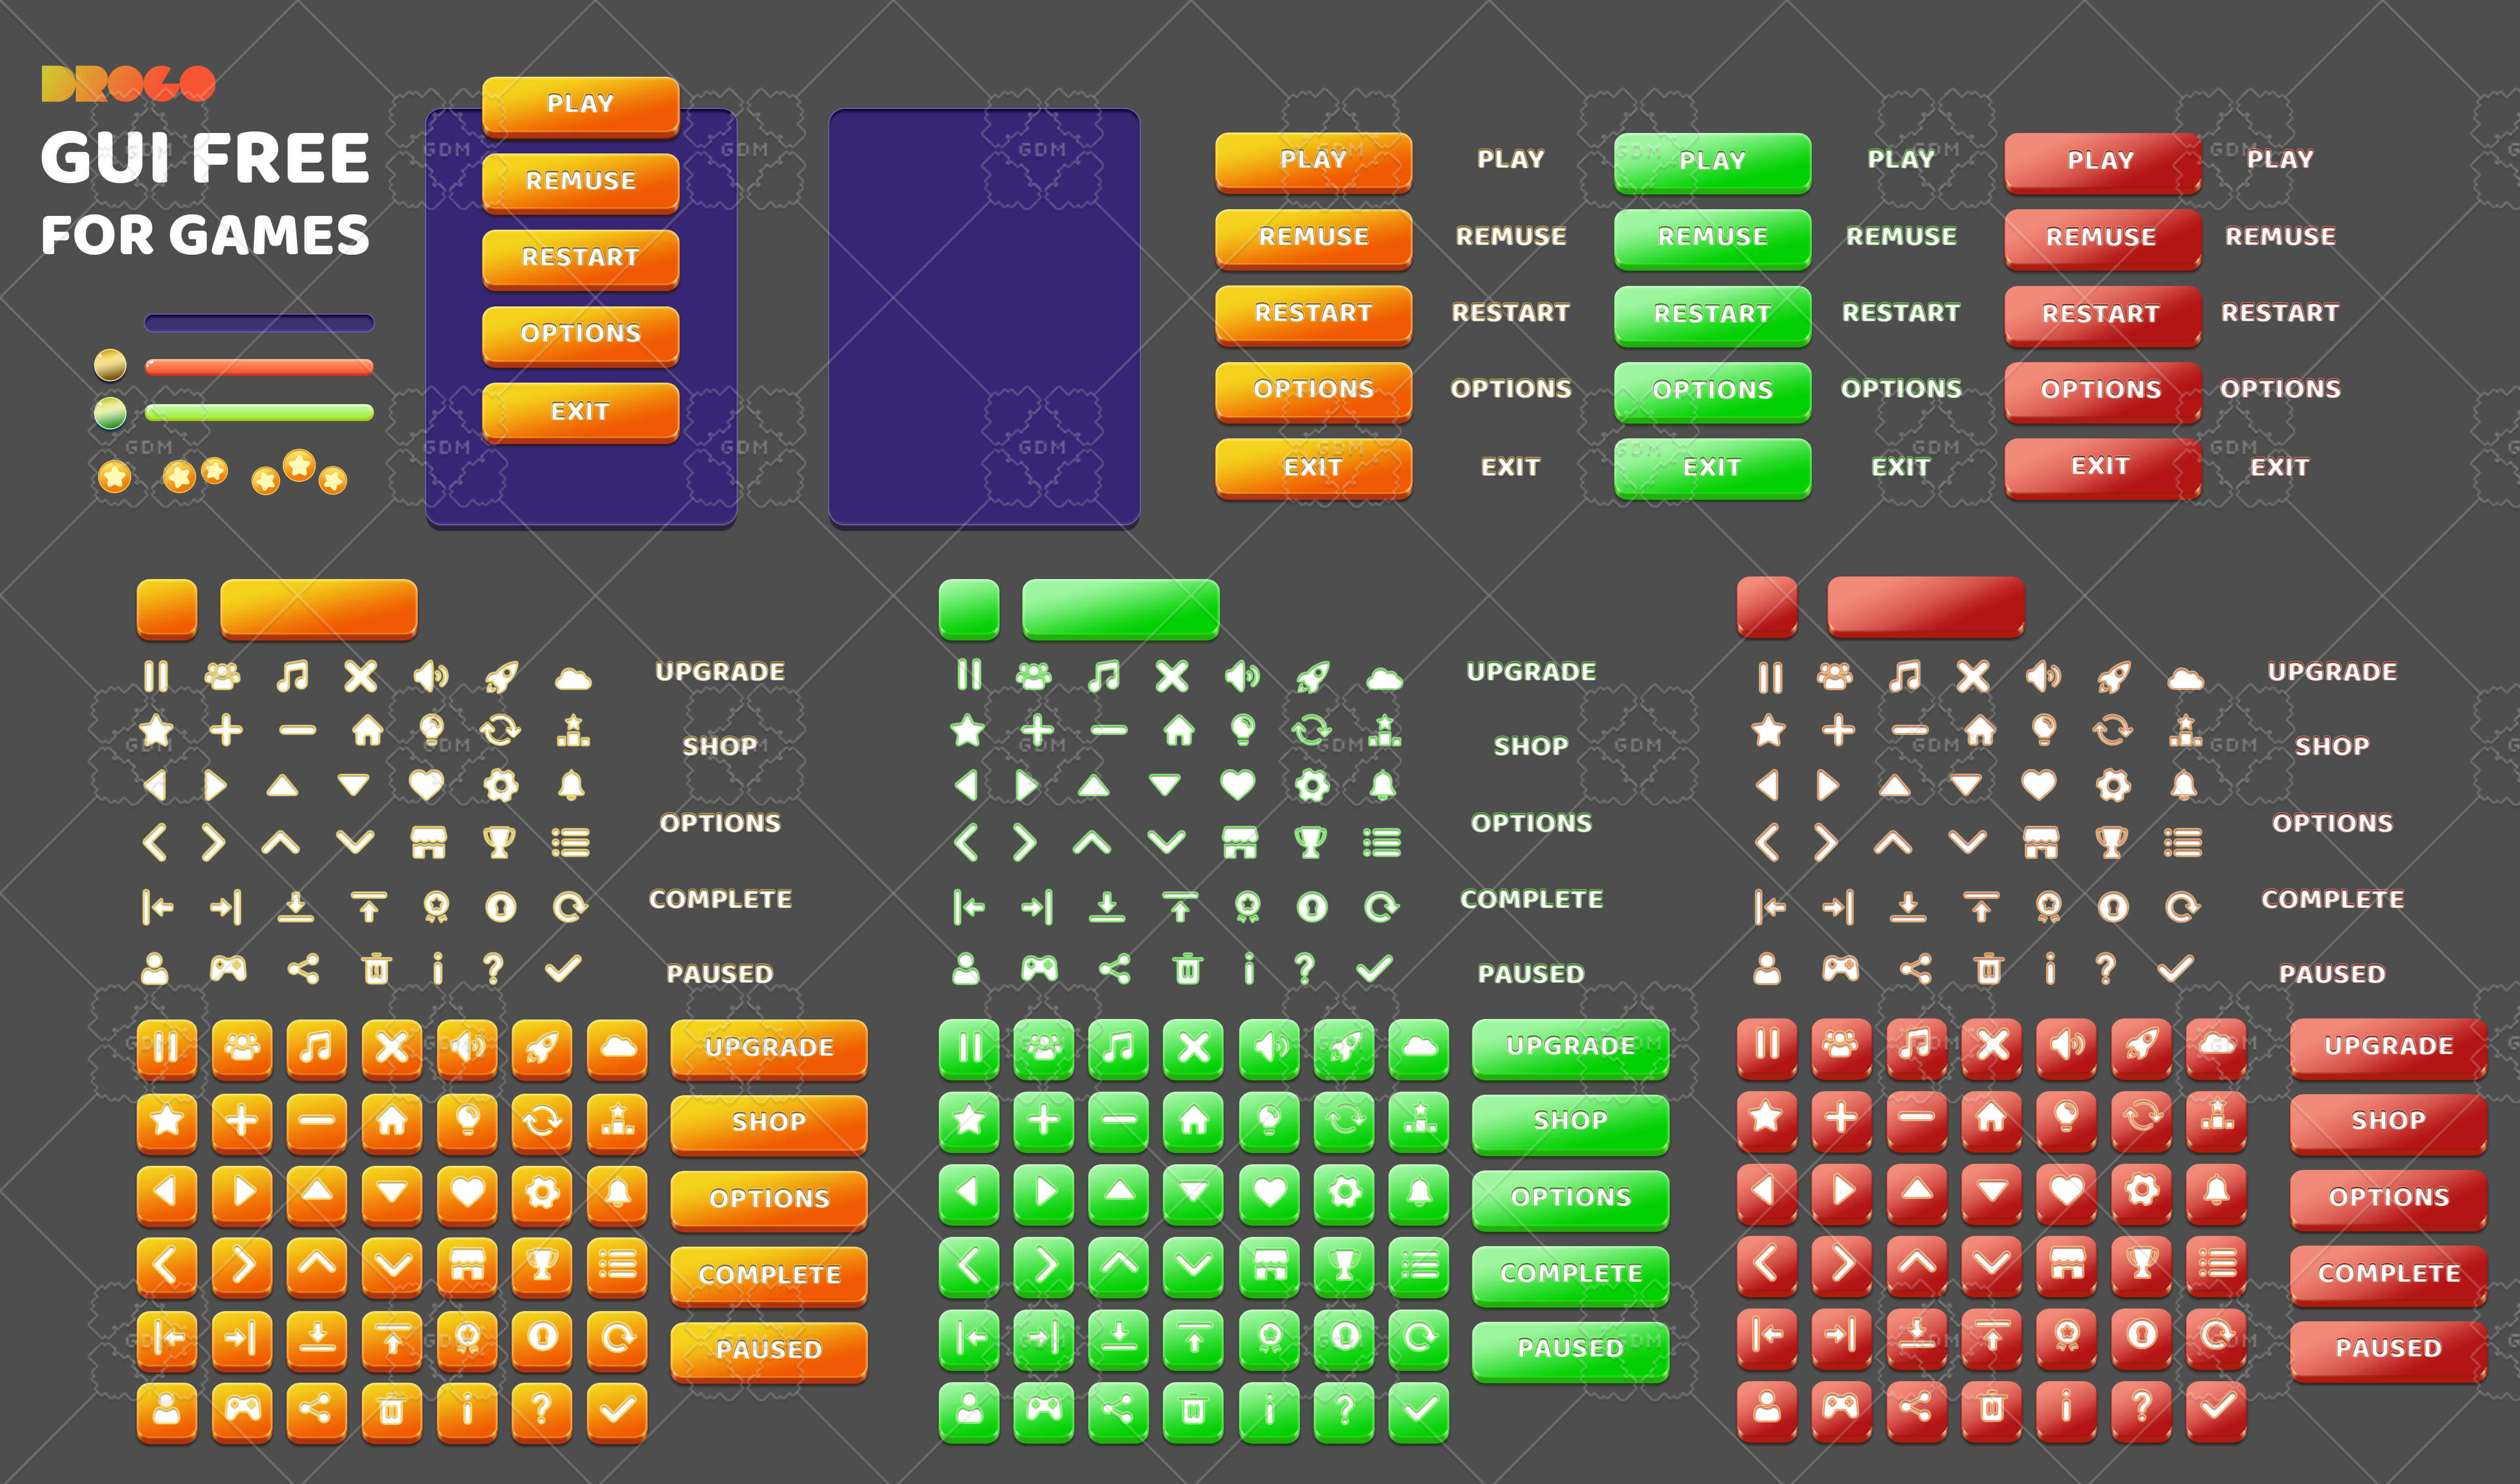 DROGO
GUI FREE
FOR GAMES
PLAY
REMUSE
RESTART
OPTIONS
EXIT
PLAY PLAY PLAY PLAY PLAY PLAY
REMUSE REMUSE REMUSE REMUSE REMUSE REMUSE
RESTART RESTART RESTART RESTART RESTART RESTART
OPTIONS OPTIONS OPTIONS OPTIONS OPTIONS OPTIONS
EXIT EXIT EXIT EXIT EXIT EXIT
UPGRADE UPGRADE UPGRADE
SHOP SHOP SHOP
OPTIONS OPTIONS OPTIONS
COMPLETE COMPLETE COMPLETE
PAUSED PAUSED PAUSED
UPGRADE UPGRADE UPGRADE
SHOP SHOP SHOP
OPTIONS OPTIONS OPTIONS
COMPLETE COMPLETE COMPLETE
PAUSED PAUSED PAUSED
GDM